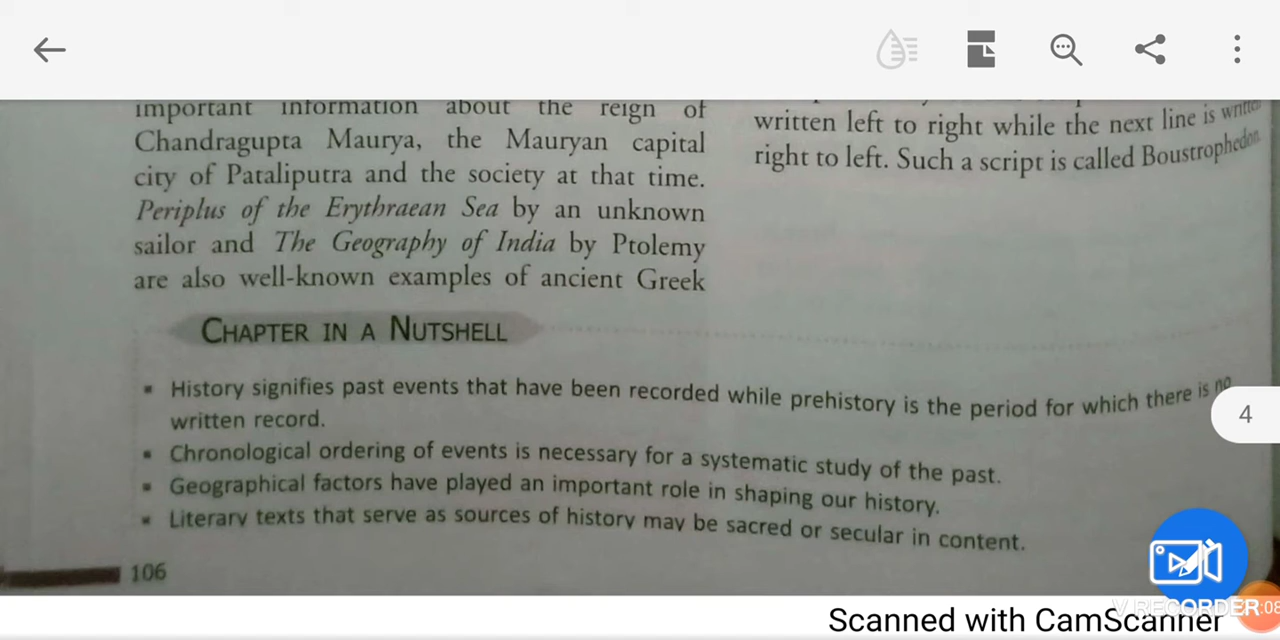 important information about the reign of
Chandragupta Maurya, the Mauryan capital
city of Pataliputra and the society at that time.
Periplus of the Erythraean Sea by an unknown
sailor and The Geography of India by Ptolemy
are also well-known examples of ancient Greek
written left to right while the next line is written
right to left. Such a script is called Boustrophedon
CHAPTER IN A NUTSHELL
▪ History signifies past events that have been recorded while prehistory is the period for which there is no
written record.
▪ Chronological ordering of events is necessary for a systematic study of the past.
▪ Geographical factors have played an important role in shaping our history.
▪ Literary texts that serve as sources of history may be sacred or secular in content.
106
4
V RECORDER
:08
Scanned with CamScanner